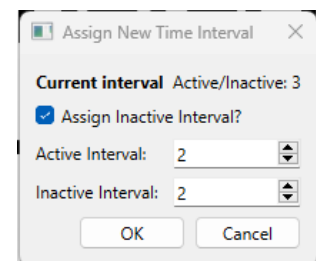 Assign New Time Interval
Current interval Active/Inactive: 3
Assign Inactive Interval?
Active Interval: 2
Inactive Interval: 2
OK Cancel